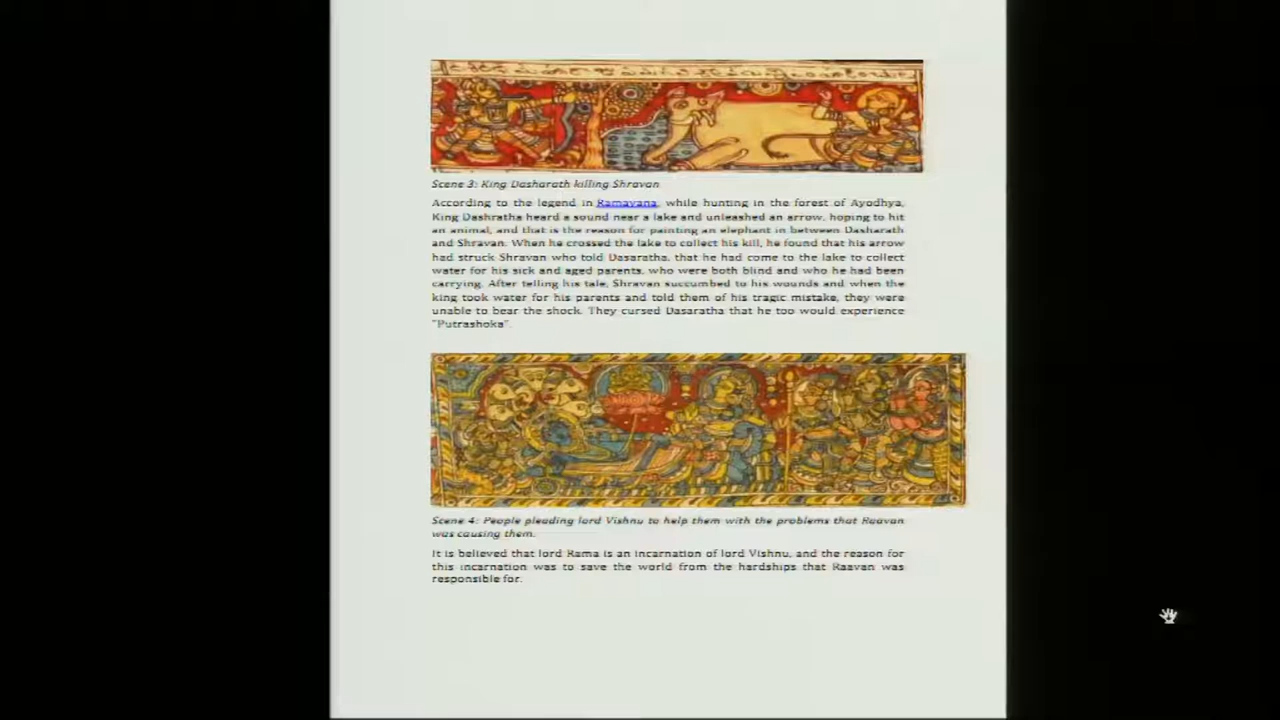 Scene 3: King Dasharath killing Shravan
According to the legend in Ramayana, while hunting in the forest of Ayodhya,
King Dashratha heard a sound near a lake and unleashed an arrow, hoping to hit
an animal, and that is the reason for painting an elephant in between Dasharath
and Shravan. When he crossed the lake to collect his kill, he found that his arrow
had struck Shravan who told Dasaratha, that he had come to the lake to collect
water for his sick and aged parents, who were both blind and who he had been
carrying. After telling his tale, Shravan succumbed to his wounds and when the
king took water for his parents and told them of his tragic mistake, they were
unable to bear the shock. They cursed Dasaratha that he too would experience
"Putrashoka".
Scene 4: People pleading lord Vishnu to help them with the problems that Raavan
was causing them.
It is believed that lord Rama is an incarnation of lord Vishnu, and the reason for
this incarnation was to save the world from the hardships that Raavan was
responsible for.